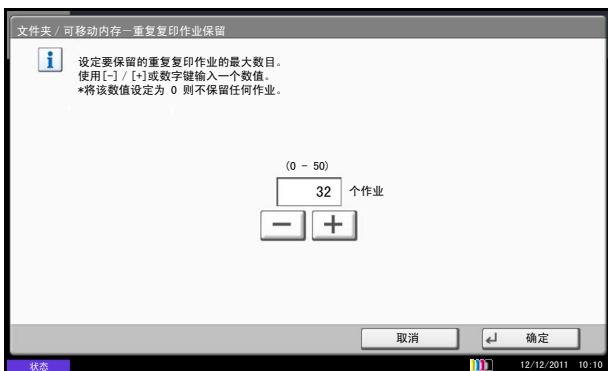 文件夹/可移动内存-重复复印作业保留
设定要保留的重复复印作业的最大数目。
使用[-]/[+]或数字键输入一个数值。
*将该数值设定为 0 则不保留任何作业。
(0 - 50)
32 个作业
取消 确定
状态 12/12/2011 10:10